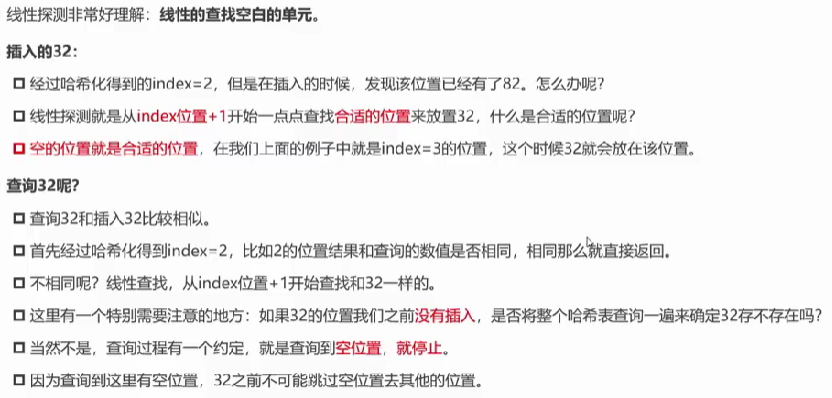 线性探测非常好理解：线性的查找空白的单元。
插入的32：
经过哈希化得到的index=2，但是在插入的时候，发现该位置已经有了82。怎么办呢？
线性探测就是从index位置+1开始一点点查找合适的位置来放置32，什么是合适的位置呢？
空的位置就是合适的位置，在我们上面的例子中就是index=3的位置，这个时候32就会放在该位置。
查询32呢？
查询32和插入32比较相似。
首先经过哈希化得到index=2，比如2的位置结果和查询的数值是否相同，相同那么就直接返回。
不相同呢？线性查找，从index位置+1开始查找和32一样的。
这里有一个特别需要注意的地方：如果32的位置我们之前没有插入，是否将整个哈希表查询一遍来确定32存不存在吗？
当然不是，查询过程有一个约定，就是查询到空位置，就停止。
因为查询到这里有空位置，32之前不可能跳过空位置去其他的位置。